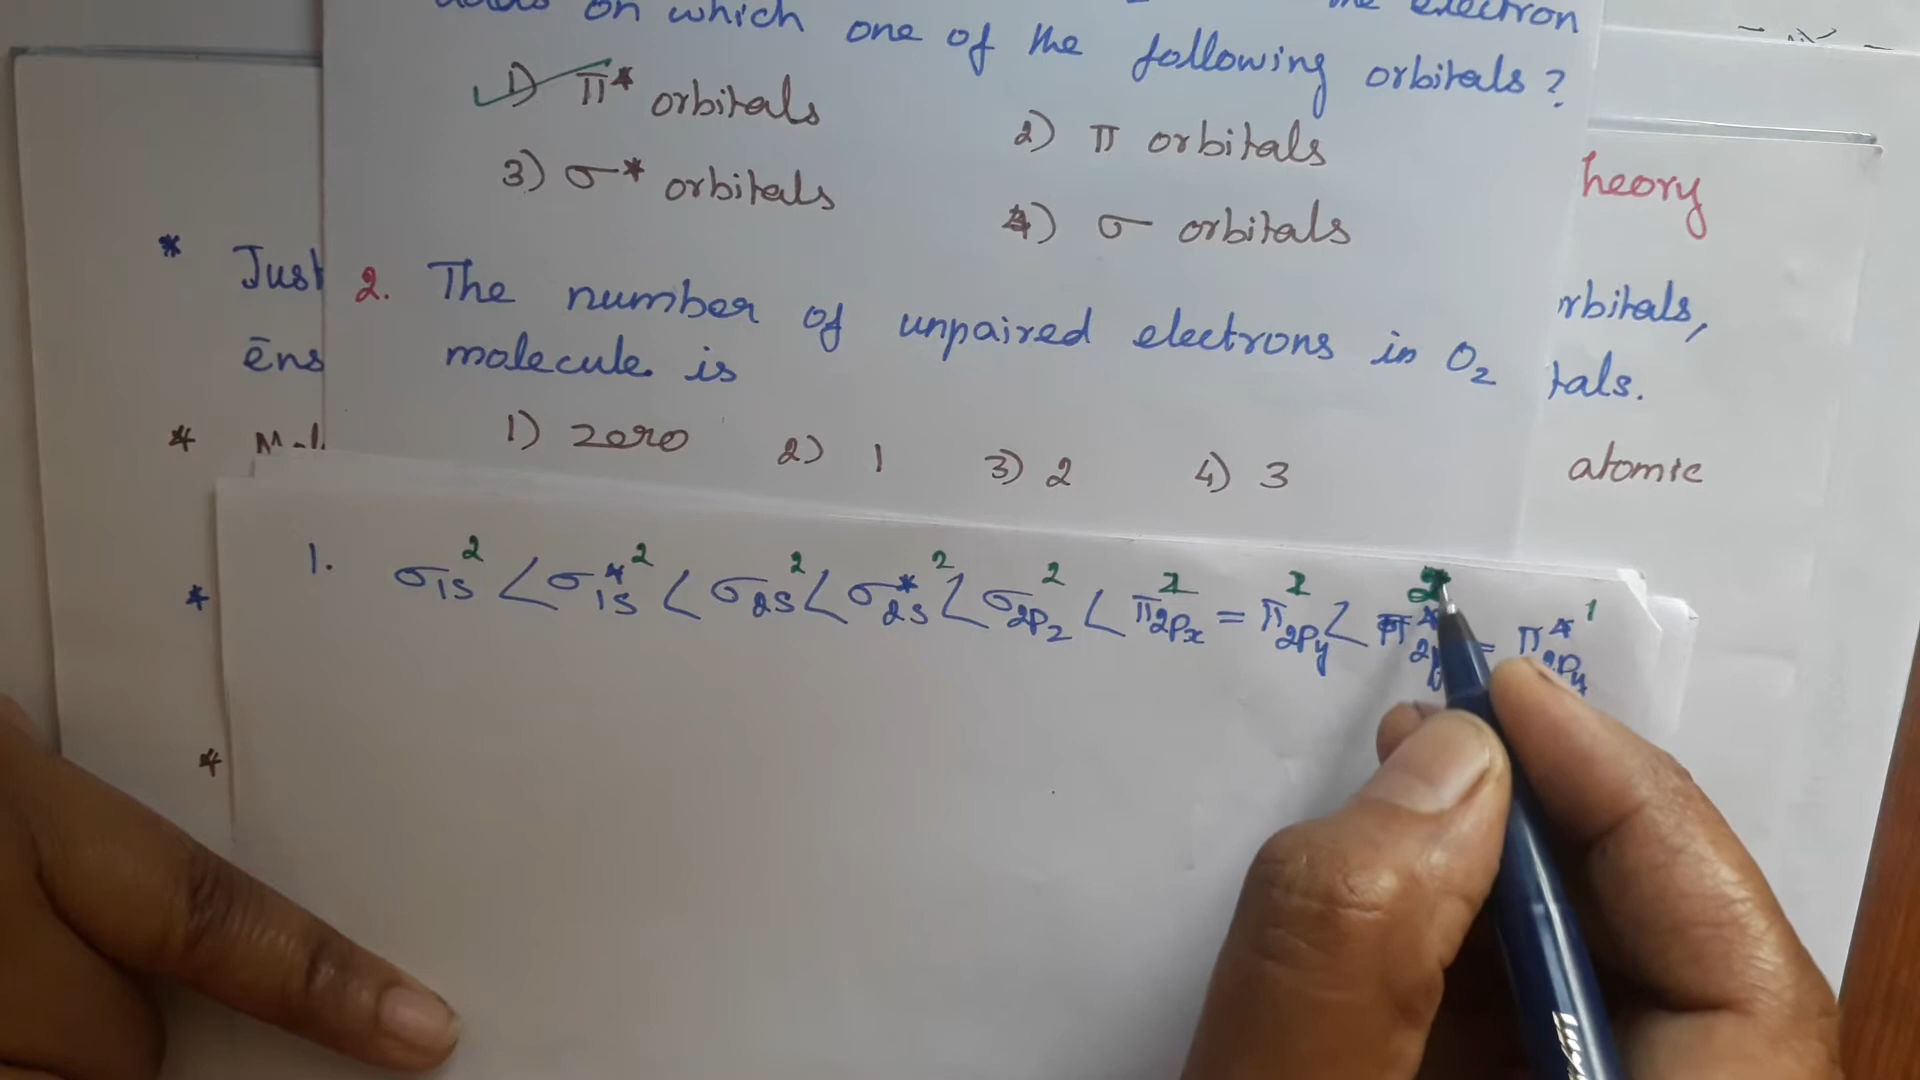 on which one of the following orbitals?
1) π* orbitals
2) π orbitals
3) σ* orbitals
4) σ orbitals
heory
* Just
rbitals,
2. The number of unpaired electrons in O₂
ēns
molecule is
tals.
1) zero 2) 1 3) 2 4) 3
atomic
1. σ1s² < σ*1s² < σ2s² < σ*2s² < σ2pz² < π2px² = π2py² < π*2p = π*2py¹